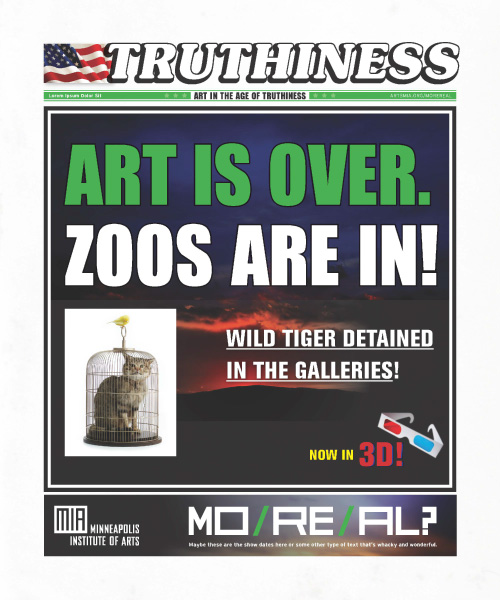 TRUTHINESS
Lorem Ipsum Dolor Sit
ART IN THE AGE OF TRUTHINESS
ARTSMIA.ORG/MOREREAL
ART IS OVER.
ZOOS ARE IN!
WILD TIGER DETAINED
IN THE GALLERIES!
NOW IN 3D!
MIA MINNEAPOLIS
INSTITUTE OF ARTS
MO/RE/AL?
Maybe these are the show dates here or some other type of text that's whacky and wonderful.